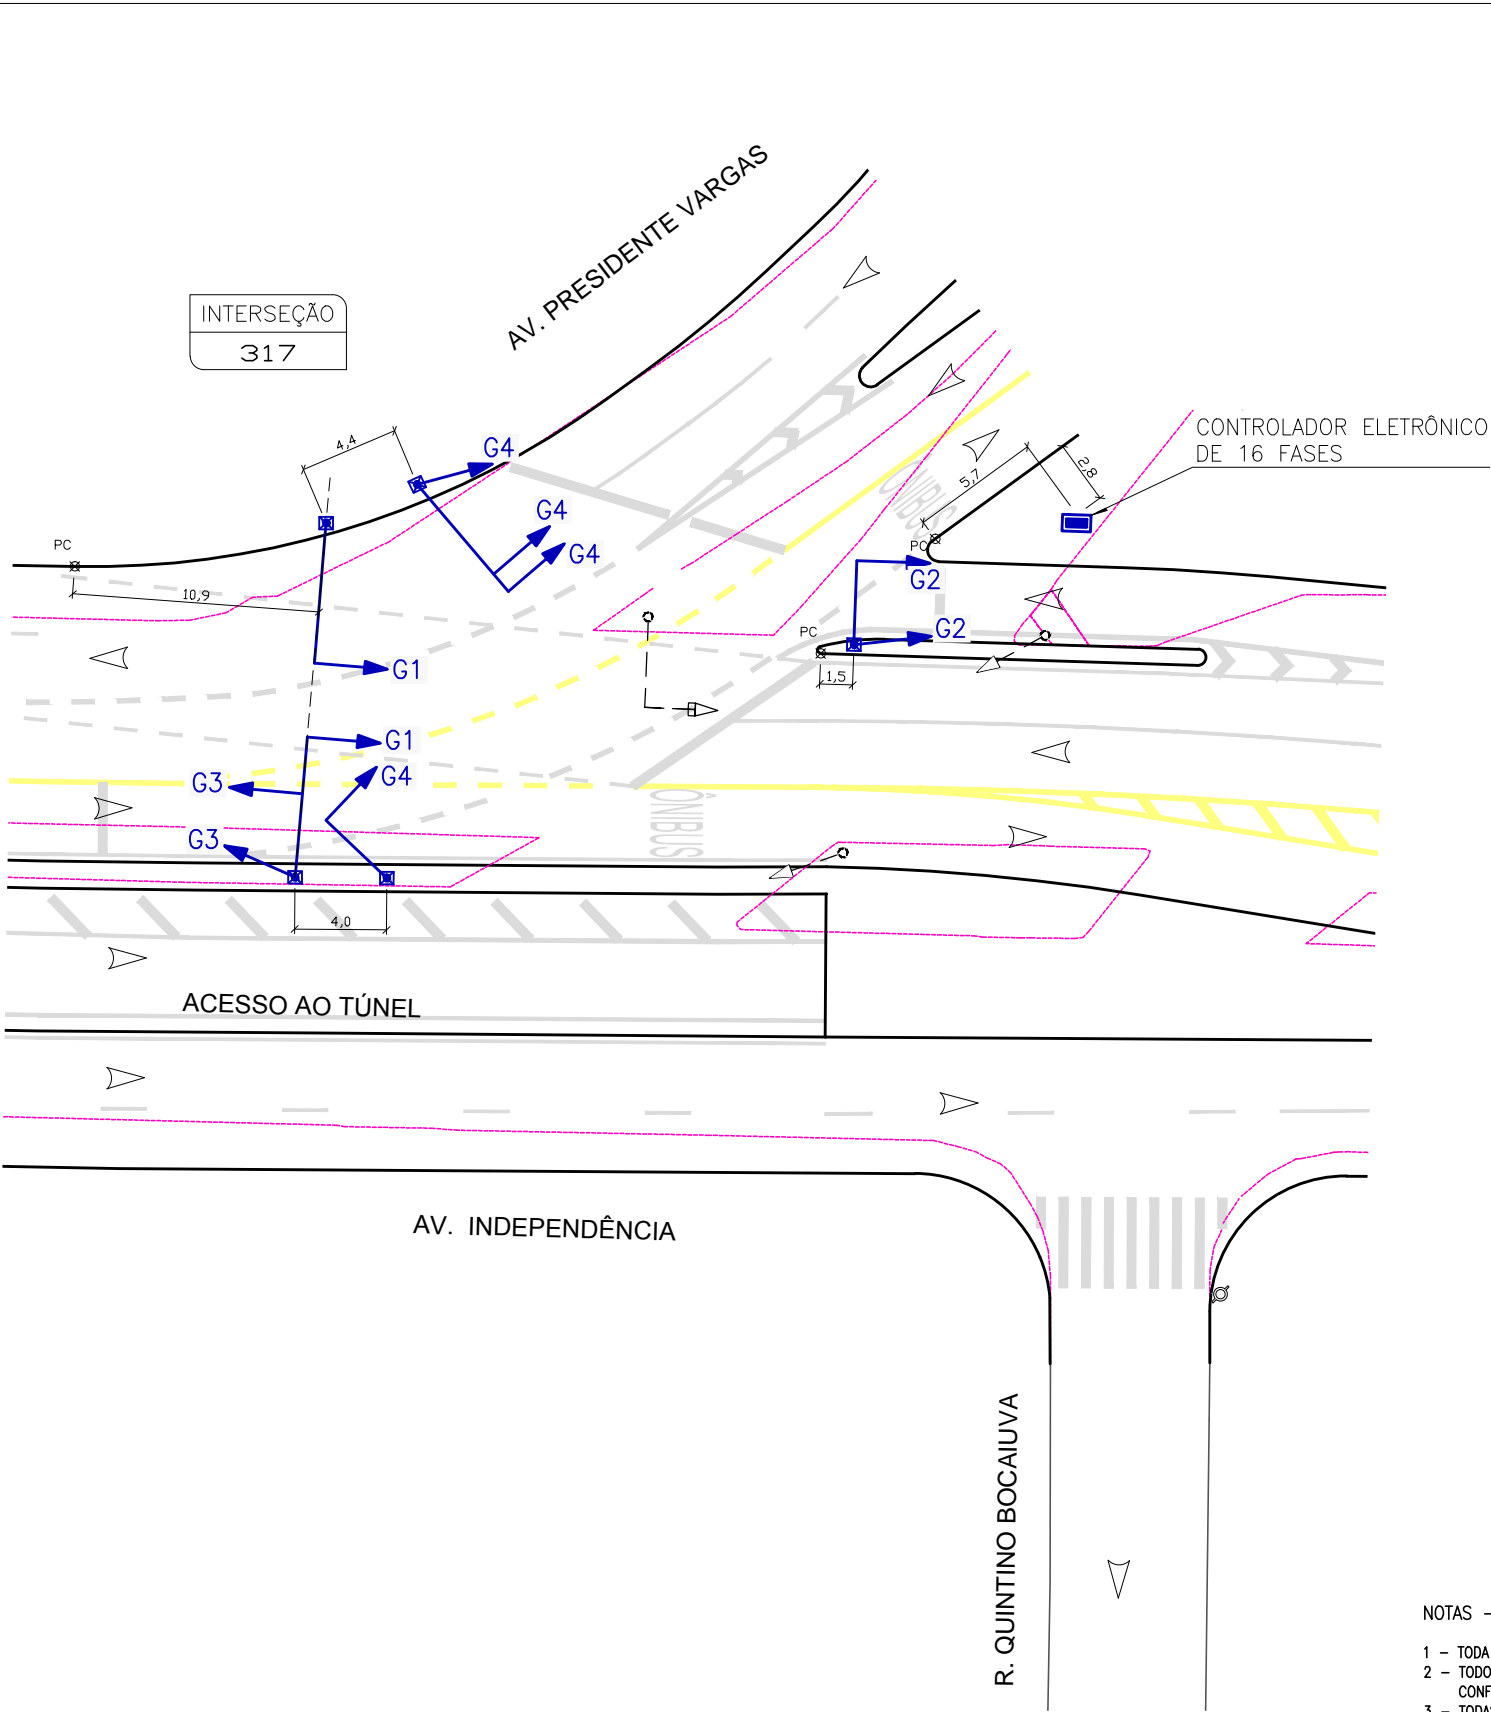 AV. PRESIDENTE VARGAS
INTERSEÇÃO
317
CONTROLADOR ELETRÔNICO
DE 16 FASES
4,4
G4
5,7
2,8
ÔNIBUS
G4
G4
PC
PC
K
G2
10,9
PC
G2
G1
1,5
G1
G3
G4
ÔNIBUS
G3
4,0
ACESSO AO TÚNEL
AV. INDEPENDÊNCIA
R. QUINTINO BOCAIUVA
NOTAS –
1 – TODA
2 – TODO
CONF
3 – TODAS